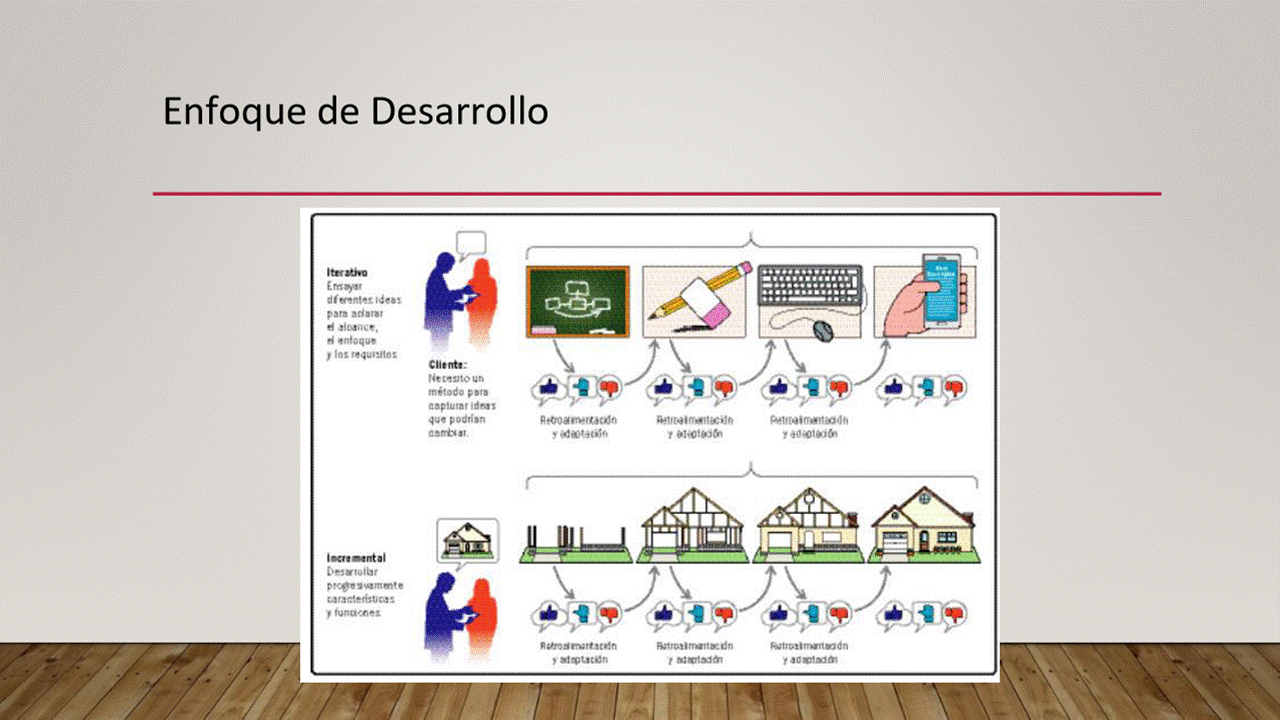 Enfoque de Desarrollo
Iterativo
Ensayar
diferentes ideas
para aclarar
el alcance,
el enfoque
y los requisitos
Cliente:
Necesito un
método para
capturar ideas
que podrían
cambiar.
Retroalimentación
y adaptación
Retroalimentación
y adaptación
Retroalimentación
y adaptación
Incremental
Desarrollar
progresivamente
características
y funciones
Retroalimentación
y adaptación
Retroalimentación
y adaptación
Retroalimentación
y adaptación